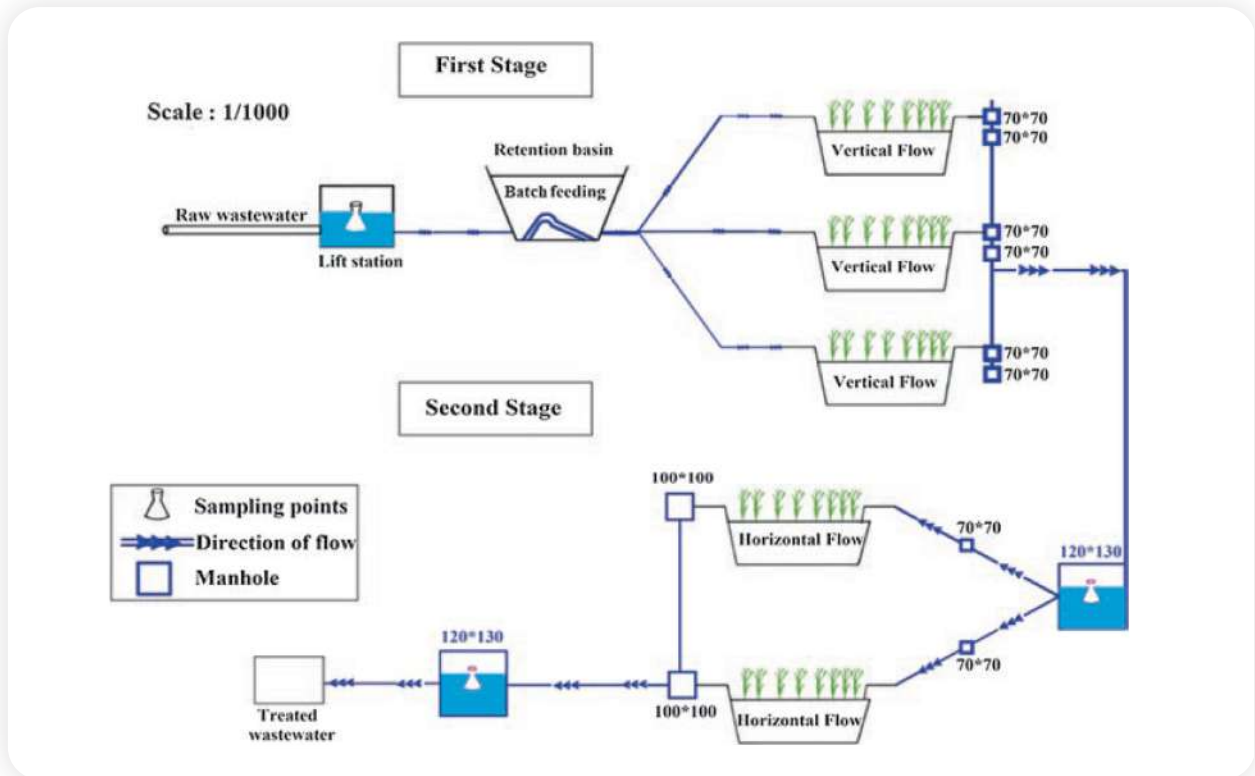 First Stage
Scale : 1/1000
Retention basin
Batch feeding
Raw wastewater
Lift station
Vertical Flow
70*70
70*70
Vertical Flow
70*70
70*70
Vertical Flow
70*70
70*70
Second Stage
Sampling points
Direction of flow
Manhole
100*100
Horizontal Flow
70*70
120*130
70*70
100*100
Horizontal Flow
120*130
Treated
wastewater